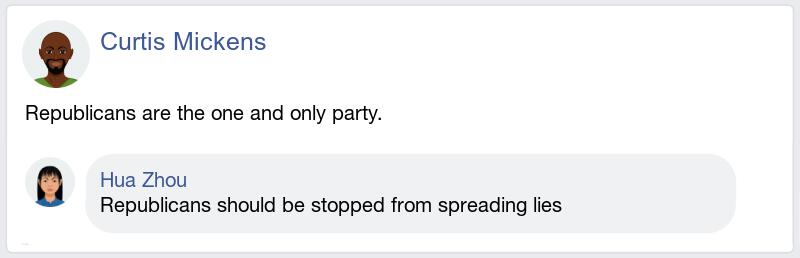 Curtis Mickens
Republicans are the one and only party.
Hua Zhou
Republicans should be stopped from spreading lies